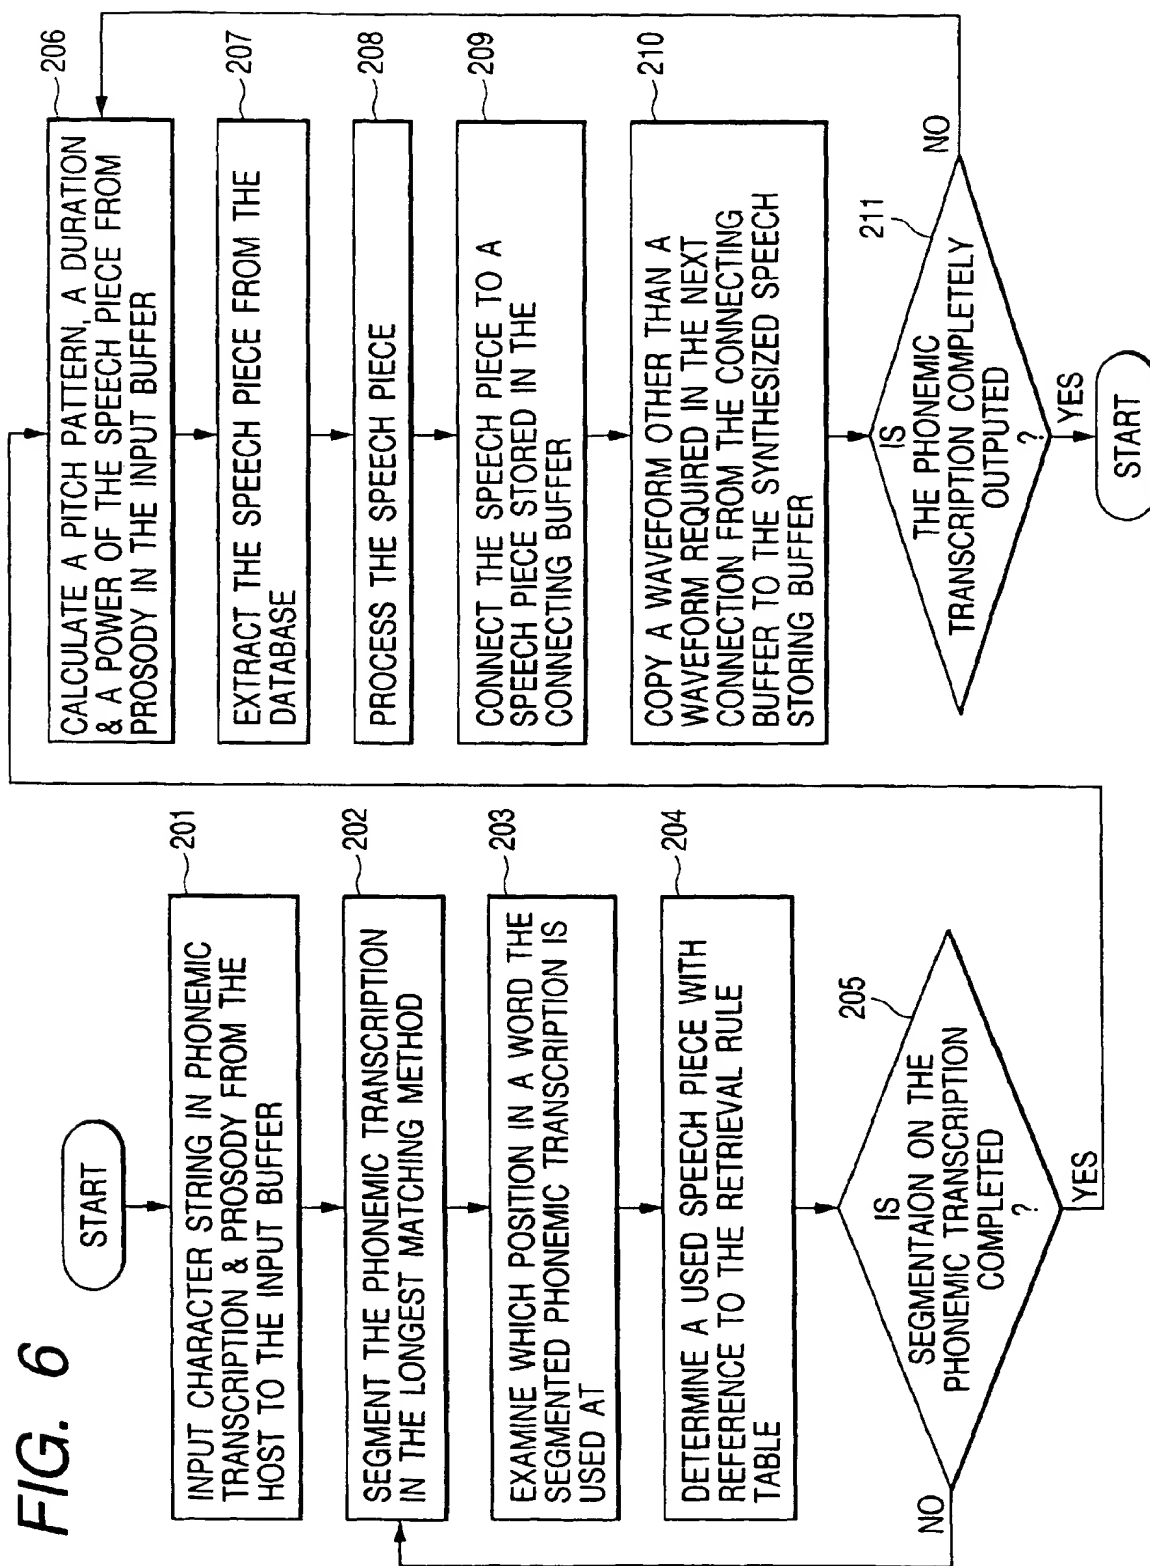 FIG. 6
START
201
INPUT CHARACTER STRING IN PHONEMIC
TRANSCRIPTION & PROSODY FROM THE
HOST TO THE INPUT BUFFER
202
SEGMENT THE PHONEMIC TRANSCRIPTION
IN THE LONGEST MATCHING METHOD
203
EXAMINE WHICH POSITION IN A WORD THE
SEGMENTED PHONEMIC TRANSCRIPTION IS
USED AT
204
DETERMINE A USED SPEECH PIECE WITH
REFERENCE TO THE RETRIEVAL RULE
TABLE
205
IS
SEGMENTAION ON THE
PHONEMIC TRANSCRIPTION
COMPLETED
?
NO
YES
206
CALCULATE A PITCH PATTERN, A DURATION
& A POWER OF THE SPEECH PIECE FROM
PROSODY IN THE INPUT BUFFER
207
EXTRACT THE SPEECH PIECE FROM THE
DATABASE
208
PROCESS THE SPEECH PIECE
209
CONNECT THE SPEECH PIECE TO A
SPEECH PIECE STORED IN THE
CONNECTING BUFFER
210
COPY A WAVEFORM OTHER THAN A
WAVEFORM REQUIRED IN THE NEXT
CONNECTION FROM THE CONNECTING
BUFFER TO THE SYNTHESIZED SPEECH
STORING BUFFER
211
IS
THE PHONEMIC
TRANSCRIPTION COMPLETELY
OUTPUTED
?
NO
YES
START